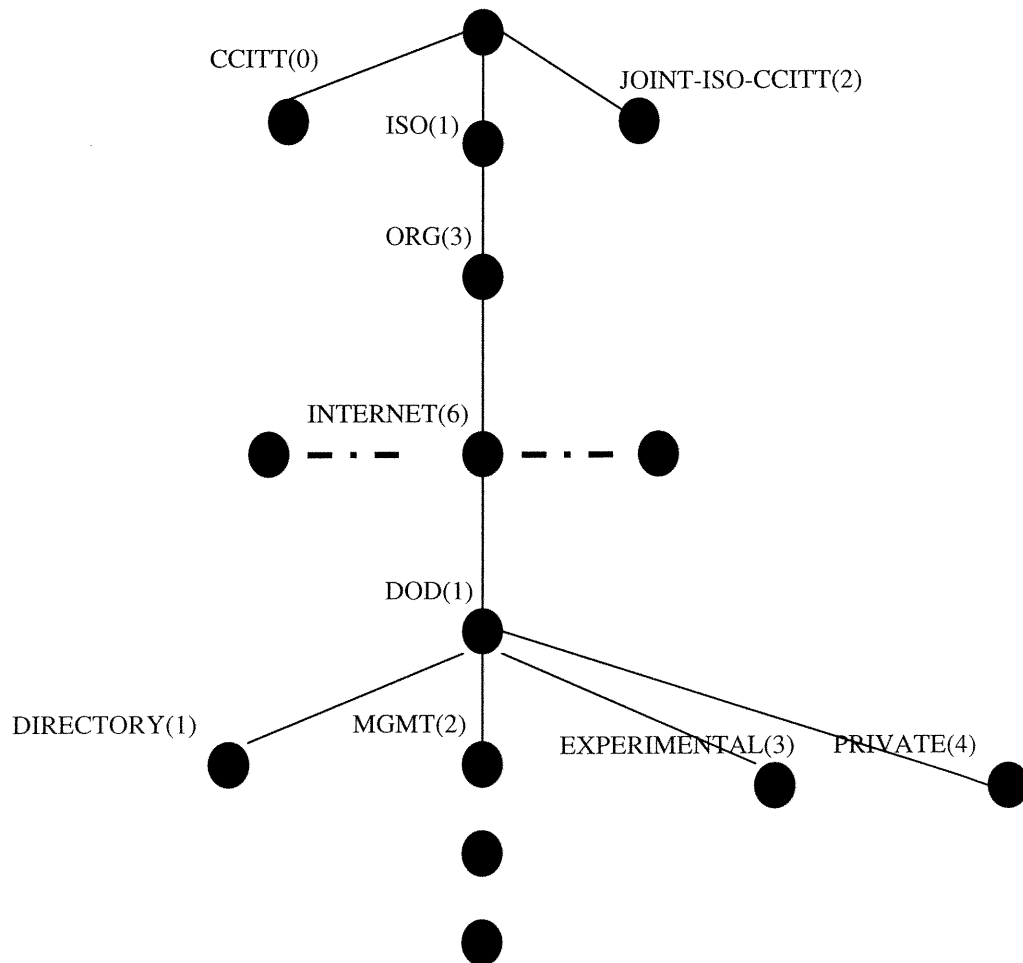 CCITT(0)
JOINT-ISO-CCITT(2)
ISO(1)
ORG(3)
INTERNET(6)
DOD(1)
DIRECTORY(1)
MGMT(2)
EXPERIMENTAL(3)
PRIVATE(4)